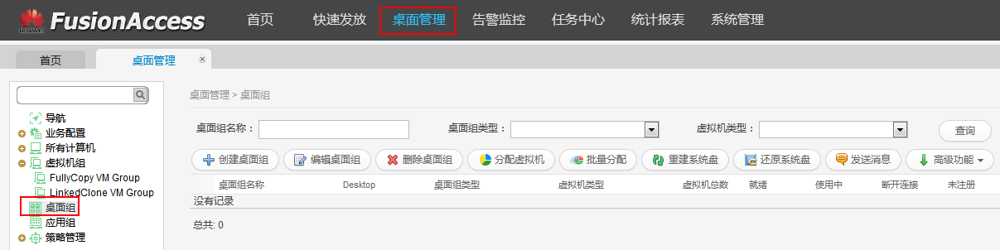 HUAWEI FusionAccess 首页 快速发放 桌面管理 告警监控 任务中心 统计报表 系统管理
首页 桌面管理
桌面管理 > 桌面组
导航
业务配置
所有计算机
虚拟机组
FullyCopy VM Group
LinkedClone VM Group
桌面组
应用组
策略管理
桌面组名称： 桌面组类型： 虚拟机类型： 查询
创建桌面组 编辑桌面组 删除桌面组 分配虚拟机 批量分配 重建系统盘 还原系统盘 发送消息 高级功能
桌面组名称 Desktop 桌面组类型 虚拟机类型 虚拟机总数 就绪 使用中 断开连接 未注册
没有记录
总共: 0